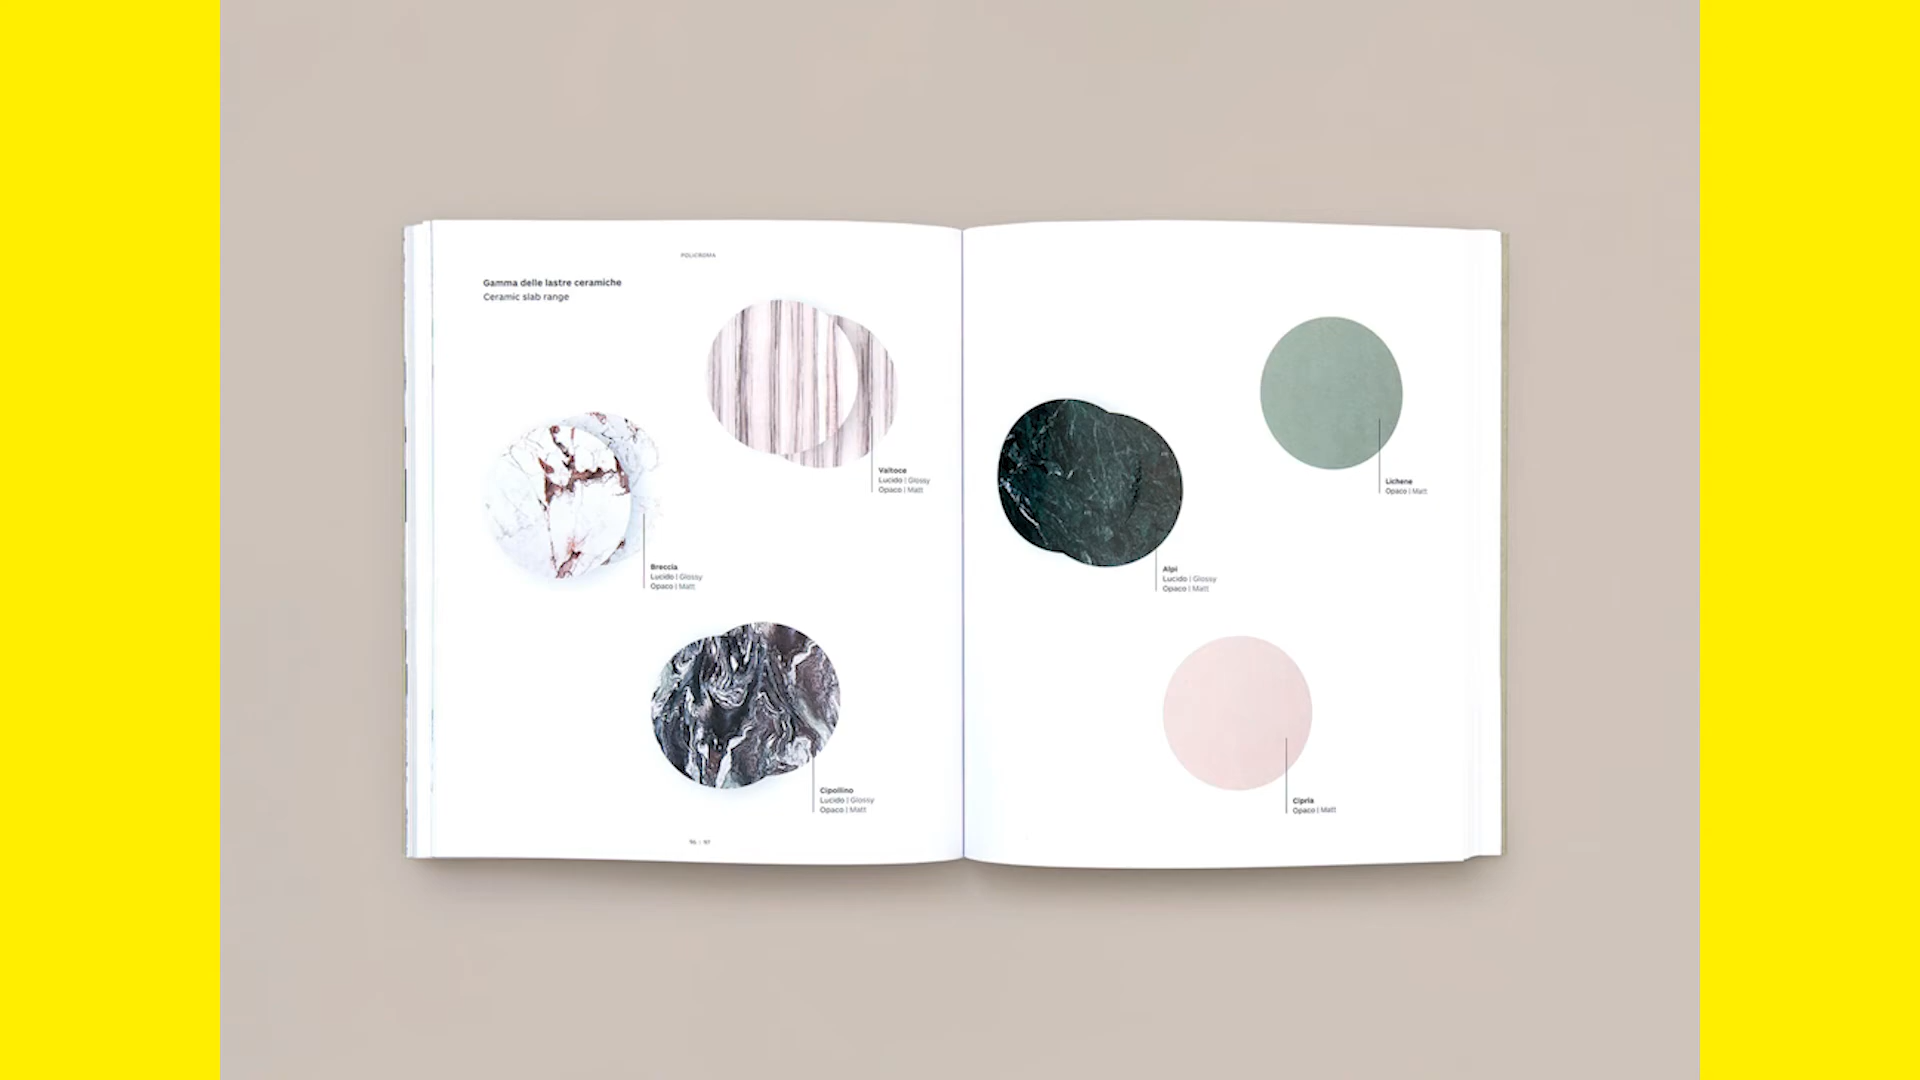 POLICROMA
Gamma delle lastre ceramiche
Ceramic slab range
Valtoce
Lucido | Glossy
Opaco | Matt
Breccia
Lucido | Glossy
Opaco | Matt
Cipollino
Lucido | Glossy
Opaco | Matt
Lichene
Opaco | Matt
Alpi
Lucido | Glossy
Opaco | Matt
Cipria
Opaco | Matt